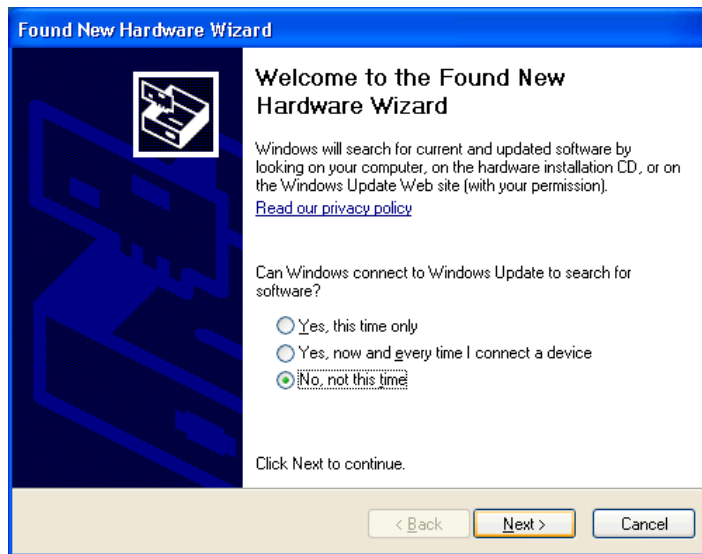 Found New Hardware Wizard
Welcome to the Found New
Hardware Wizard
Windows will search for current and updated software by
looking on your computer, on the hardware installation CD, or on
the Windows Update Web site (with your permission).
Read our privacy policy
Can Windows connect to Windows Update to search for
software?
Yes, this time only
Yes, now and every time I connect a device
No, not this time
Click Next to continue.
< Back
Next >
Cancel